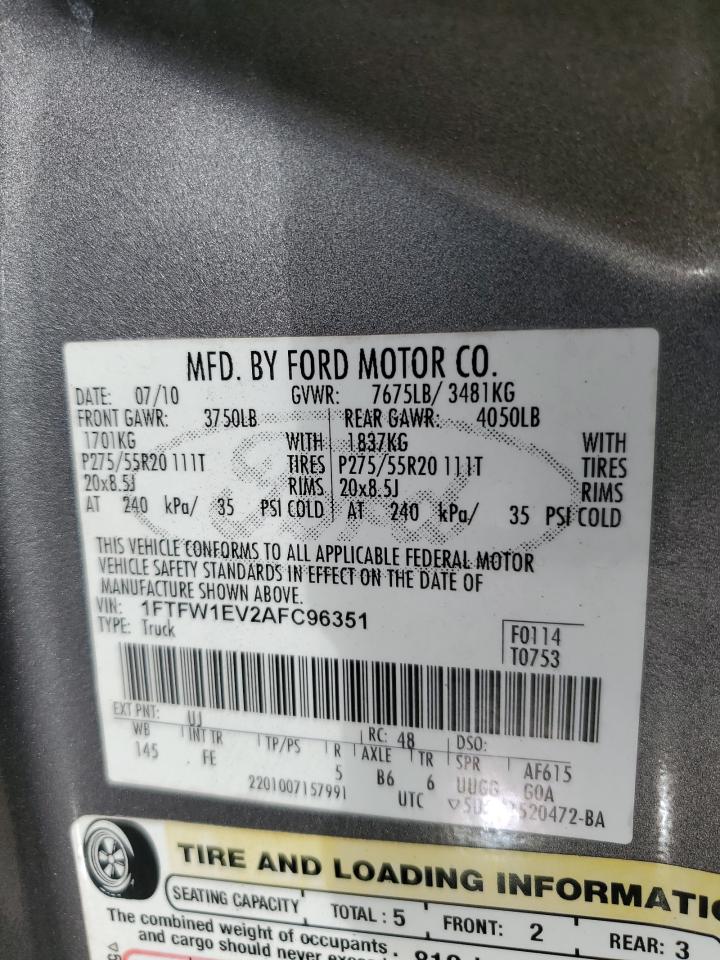 MFD. BY FORD MOTOR CO.
DATE: 07/10 GVWR: 7675LB/ 3481KG
FRONT GAWR: 3750LB REAR GAWR: 4050LB
1701KG WITH 1837KG WITH
P275/55R20 111T TIRES P275/55R20 111T TIRES
20x8.5J RIMS 20x8.5J RIMS
AT 240 kPa/ 35 PSI COLD AT 240 kPa/ 35 PSI COLD
THIS VEHICLE CONFORMS TO ALL APPLICABLE FEDERAL MOTOR
VEHICLE SAFETY STANDARDS IN EFFECT ON THE DATE OF
MANUFACTURE SHOWN ABOVE.
VIN: 1FTFW1EV2AFC96351
TYPE: Truck
F0114
T0753
EXT PNT: UJ RC: 48 DSO:
WB INT TR TP/PS R AXLE TR SPR AF615
145 FE 5 B6 6 UUGG GOA
2201007157991 UTC
TIRE AND LOADING
SEATING CAPACITY TOTAL : 5 FRONT: 2 REAR: 3
The combined weight of occupants
and cargo should never